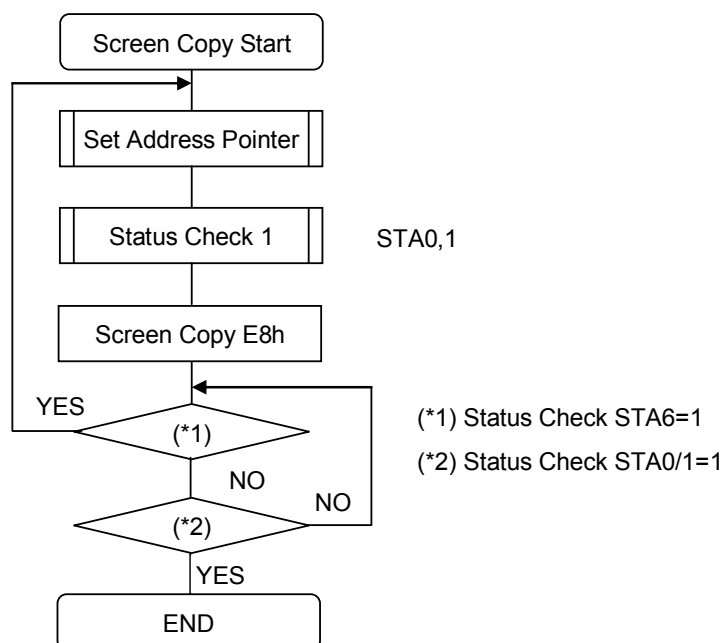 Screen Copy Start
Set Address Pointer
Status Check 1
STA0,1
Screen Copy E8h
YES
(*1)
(*1) Status Check STA6=1
(*2) Status Check STA0/1=1
NO
NO
(*2)
YES
END